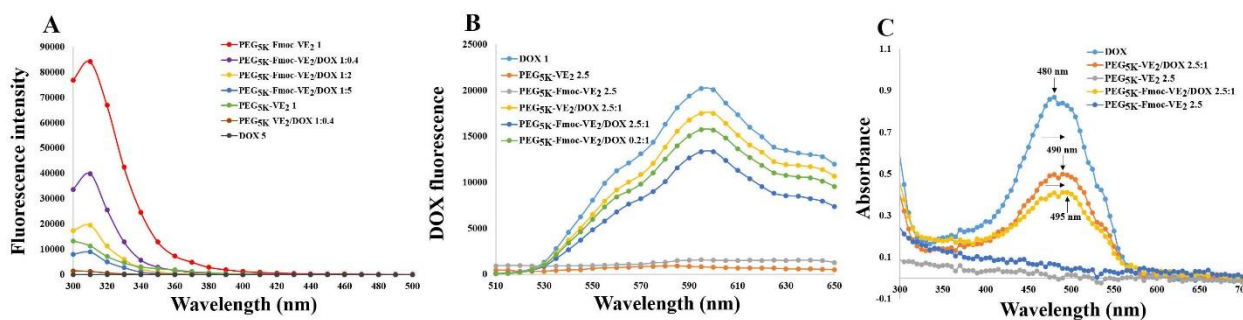 A
Fluorescence intensity
90000
80000
70000
60000
50000
40000
30000
20000
10000
0
300 320 340 360 380 400 420 440 460 480 500
Wavelength (nm)
PEG5K-Fmoc-VE2 1
PEG5K-Fmoc-VE2/DOX 1:0.4
PEG5K-Fmoc-VE2/DOX 1:2
PEG5K-Fmoc-VE2/DOX 1:5
PEG5K-VE2 1
PEG5K-VE2/DOX 1:0.4
DOX 5
B
DOX fluorescence
25000
20000
15000
10000
5000
0
510 530 550 570 590 610 630 650
Wavelength (nm)
DOX 1
PEG5K-VE2 2.5
PEG5K-Fmoc-VE2 2.5
PEG5K-VE2/DOX 2.5:1
PEG5K-Fmoc-VE2/DOX 2.5:1
PEG5K-Fmoc-VE2/DOX 0.2:1
C
Absorbance
1.1
0.9
0.7
0.5
0.3
0.1
-0.1
300 350 400 450 500 550 600 650 700
Wavelength (nm)
480 nm
490 nm
495 nm
DOX
PEG5K-VE2/DOX 2.5:1
PEG5K-VE2 2.5
PEG5K-Fmoc-VE2/DOX 2.5:1
PEG5K-Fmoc-VE2 2.5